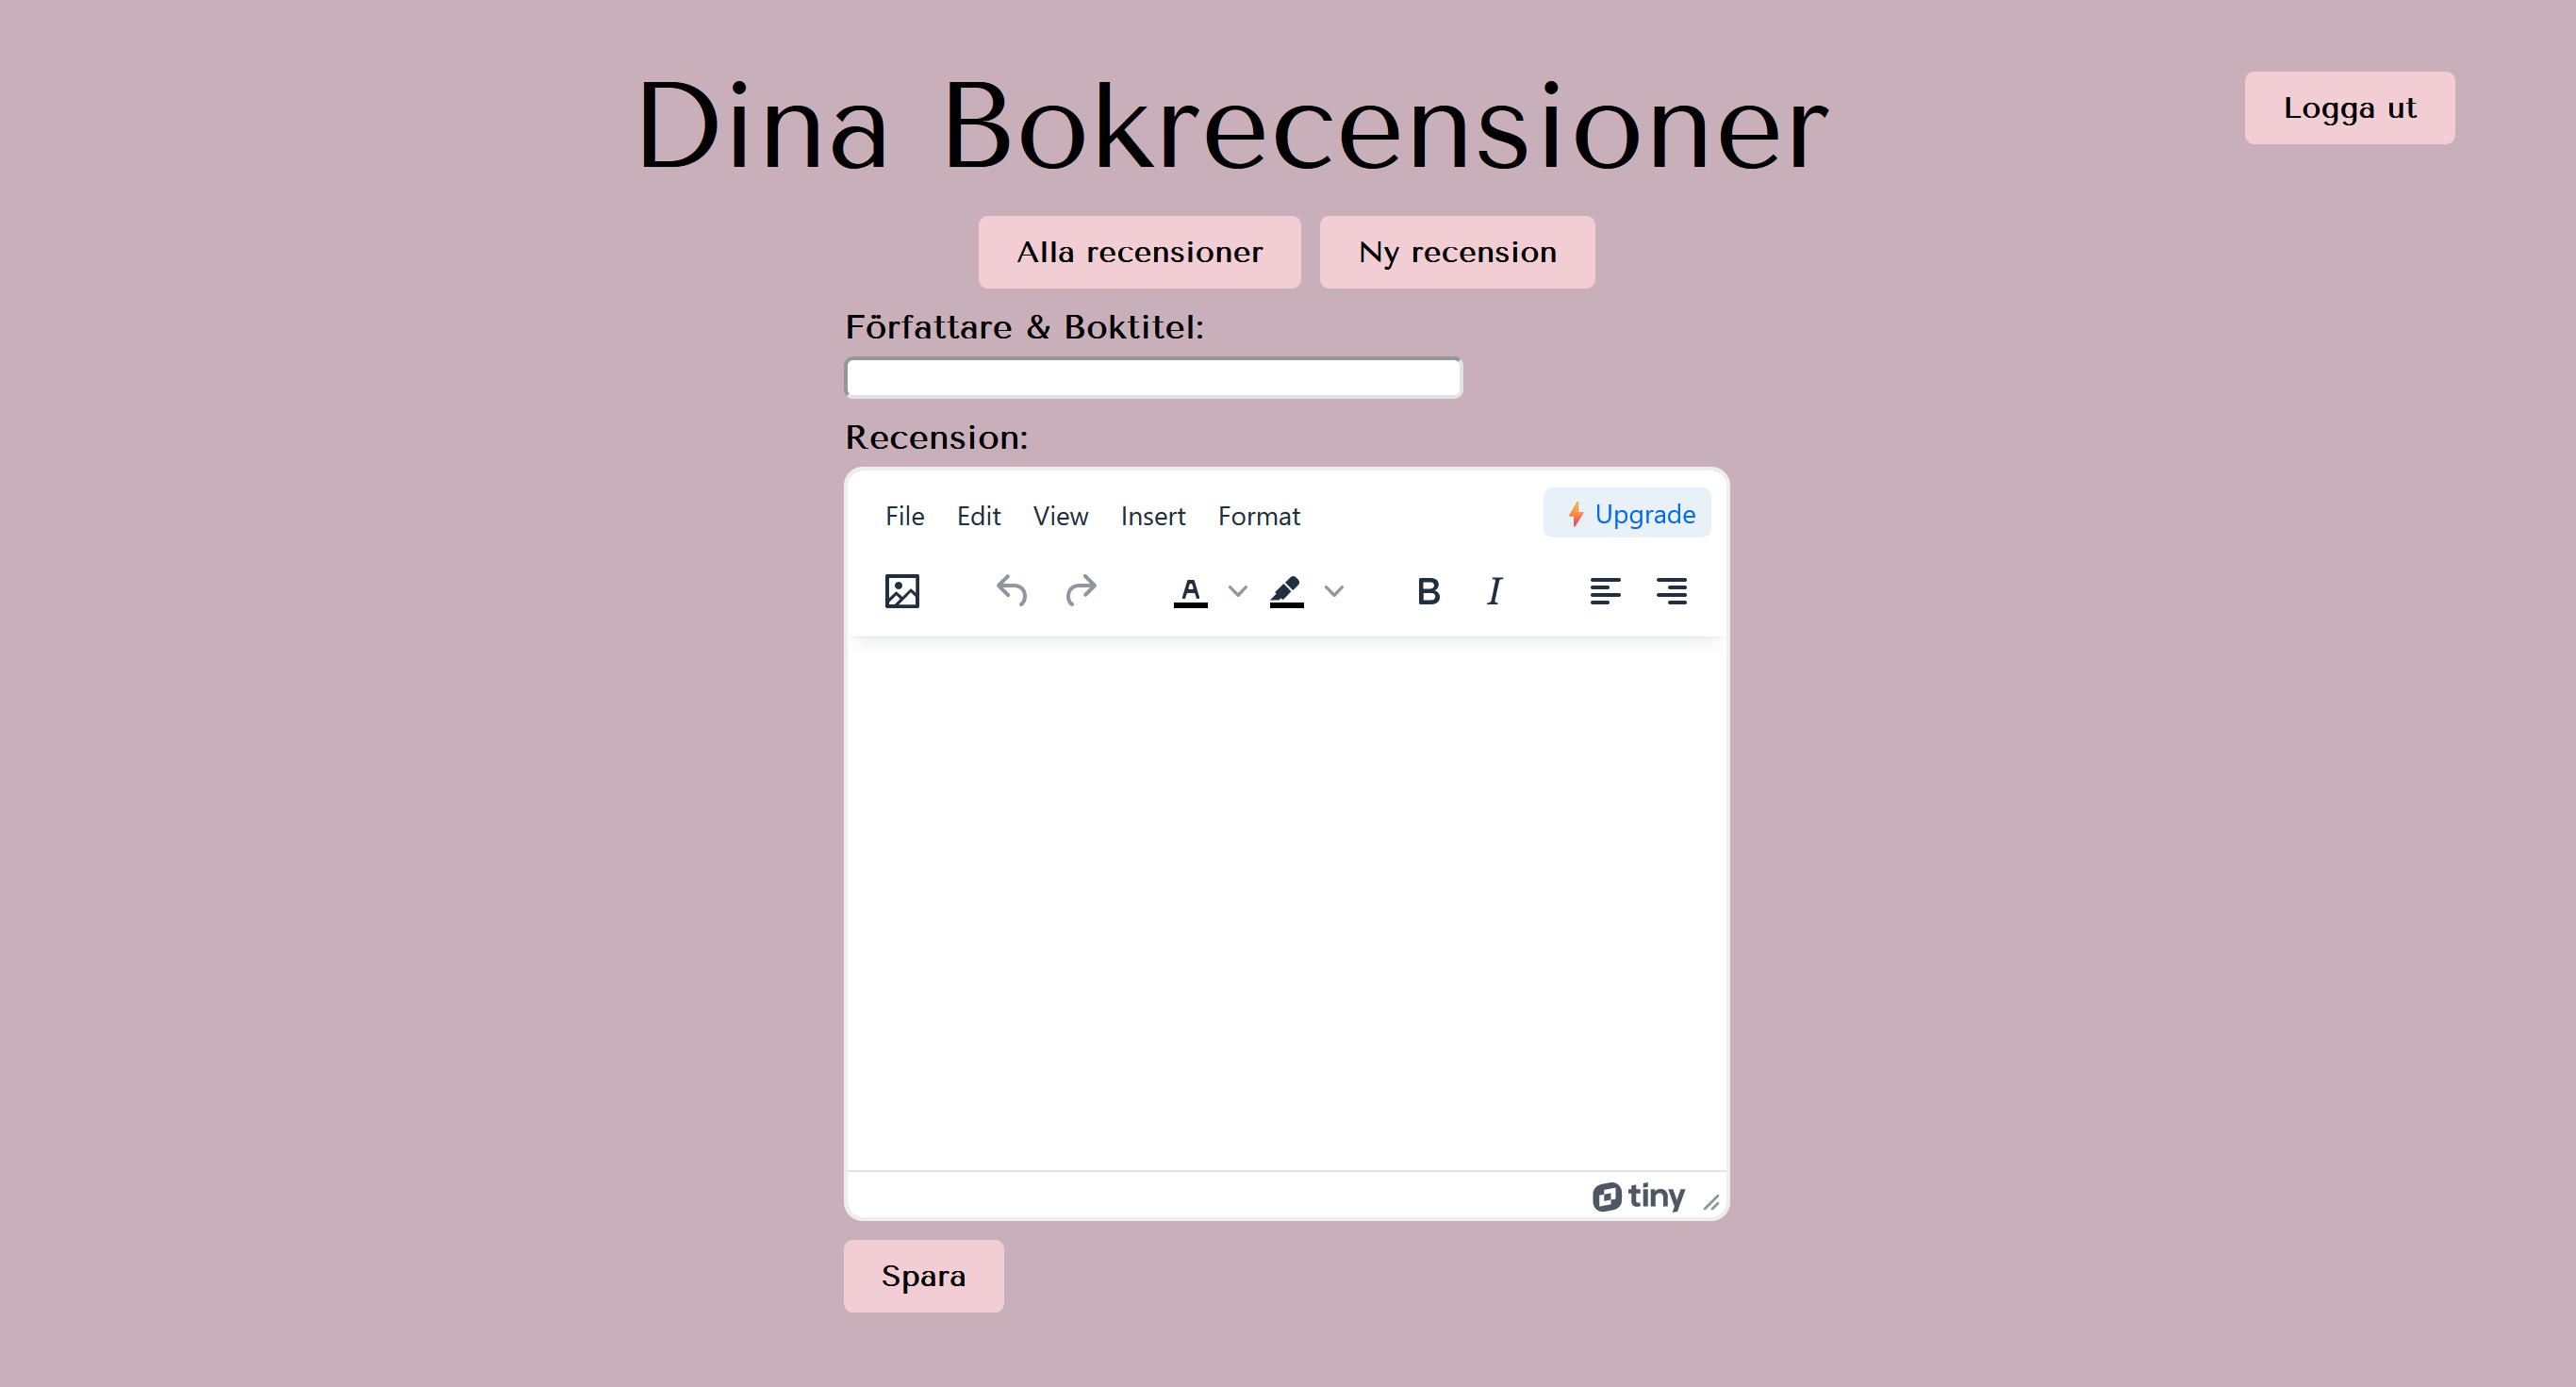 Dina Bokrecensioner
Logga ut
Alla recensioner Ny recension
Författare & Boktitel:
Recension:
File Edit View Insert Format Upgrade
A B I
tiny
Spara